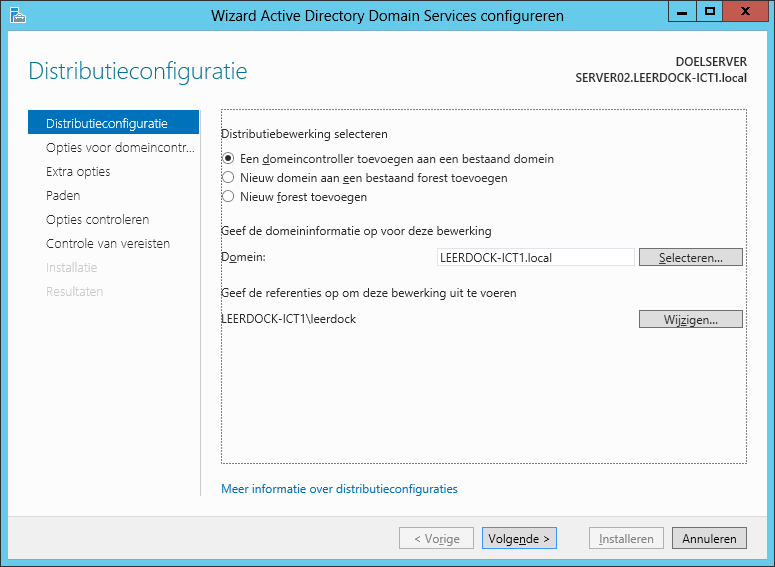 Wizard Active Directory Domain Services configureren
Distributieconfiguratie
DOELSERVER
SERVER02.LEERDOCK-ICT1.local
Distributieconfiguratie
Opties voor domeincontr...
Extra opties
Paden
Opties controleren
Controle van vereisten
Installatie
Resultaten
Distributiebewerking selecteren
Een domeincontroller toevoegen aan een bestaand domein
Nieuw domein aan een bestaand forest toevoegen
Nieuw forest toevoegen
Geef de domeininformatie op voor deze bewerking
Domein: LEERDOCK-ICT1.local Selecteren...
Geef de referenties op om deze bewerking uit te voeren
LEERDOCK-ICT1\leerdock Wijzigen...
Meer informatie over distributieconfiguraties
< Vorige Volgende > Installeren Annuleren